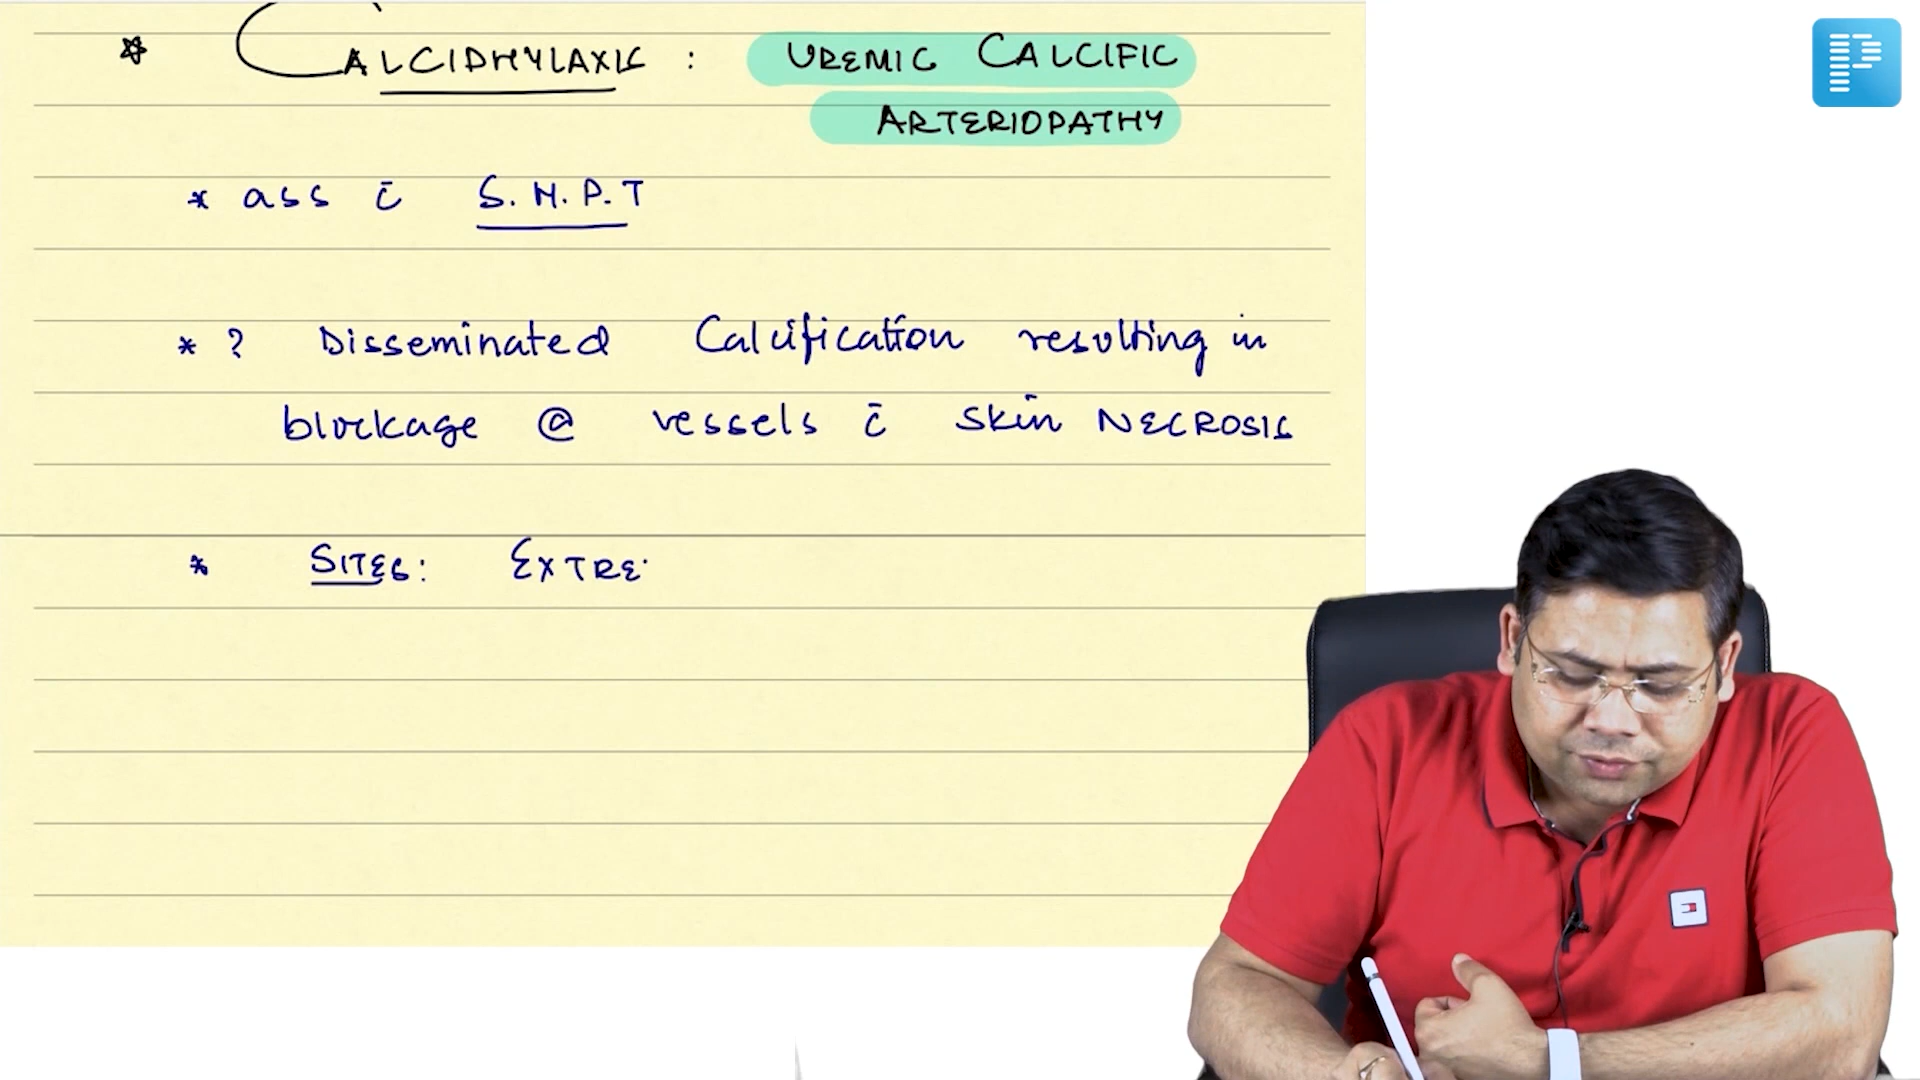 * CALCIPHYLAXIS : UREMIC CALCIFIC
ARTERIOPATHY
* ass c̄ S.H.P.T
* ? Disseminated Calcification resulting in
blockage @ vessels c̄ Skin NECROSIS
* SITES: EXTRE